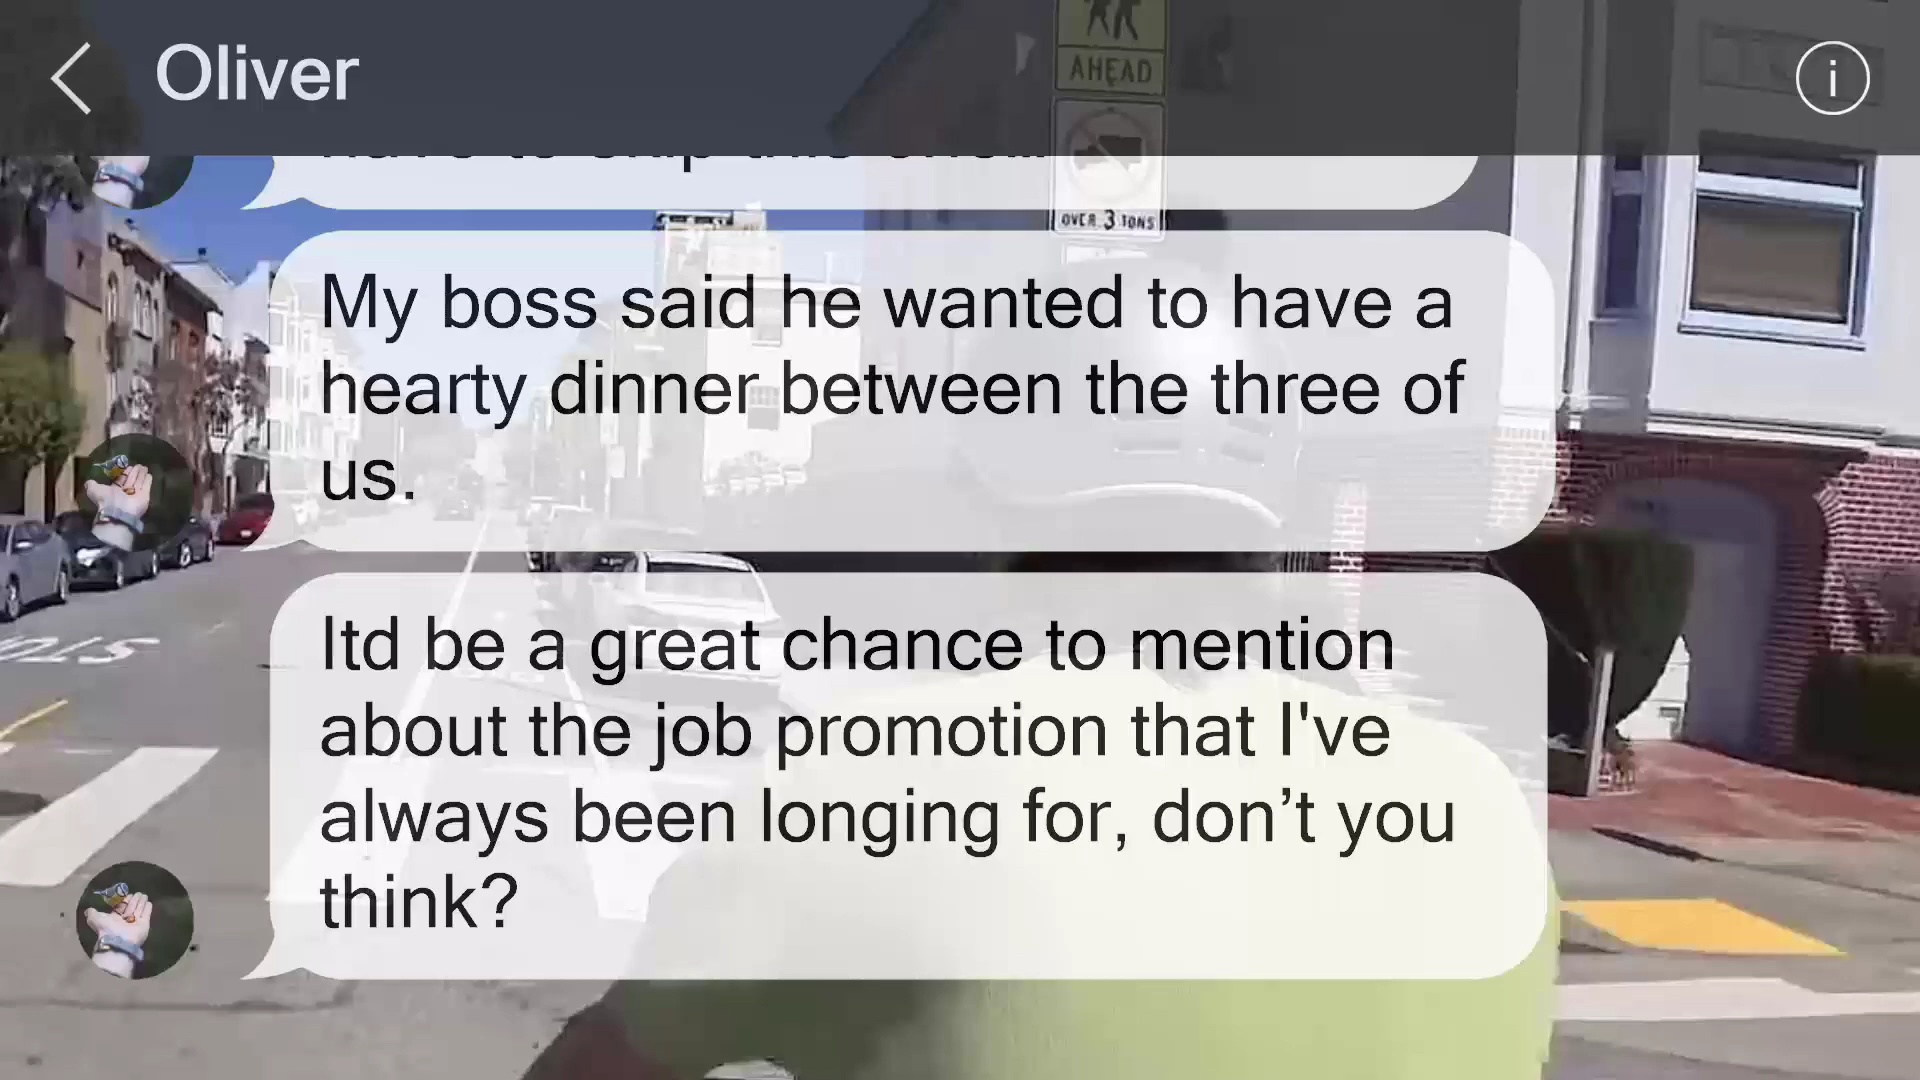 Oliver
AHEAD
OVER 3 TONS
My boss said he wanted to have a
hearty dinner between the three of
us.
Itd be a great chance to mention
about the job promotion that I've
always been longing for, don’t you
think?
STOP